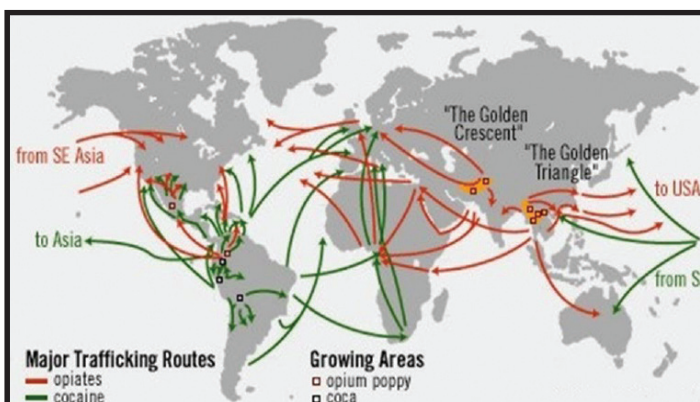 "The Golden
Crescent"
"The Golden
Triangle"
from SE Asia
to USA
to Asia
from S
Major Trafficking Routes
opiates
cocaine
Growing Areas
opium poppy
coca